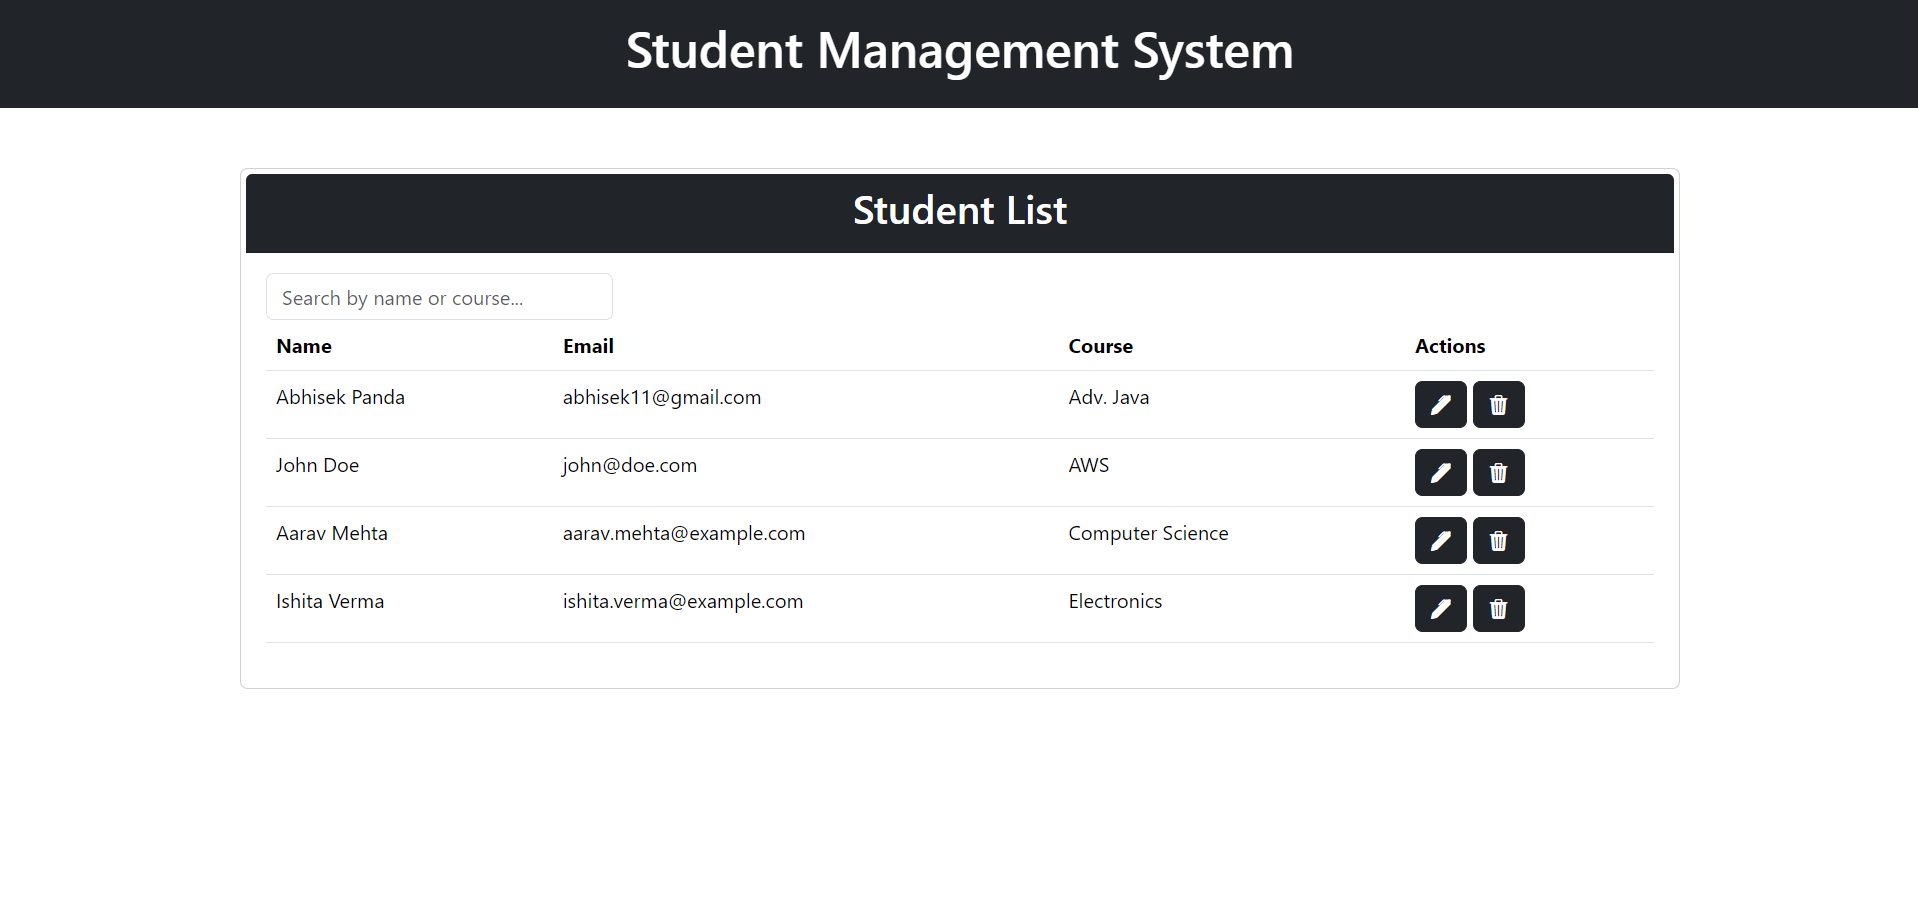 Student Management System
Student List
Search by name or course...
Name Email Course Actions
Abhisek Panda abhisek11@gmail.com Adv. Java
John Doe john@doe.com AWS
Aarav Mehta aarav.mehta@example.com Computer Science
Ishita Verma ishita.verma@example.com Electronics